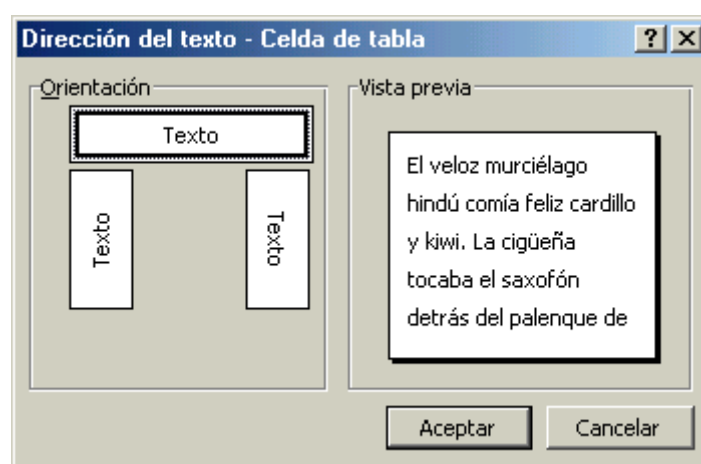 Dirección del texto - Celda de tabla
Orientación
Texto
Texto
Texto
Vista previa
El veloz murciélago
hindú comía feliz cardillo
y kiwi. La cigüeña
tocaba el saxofón
detrás del palenque de
Aceptar
Cancelar